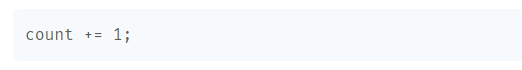 count += 1;